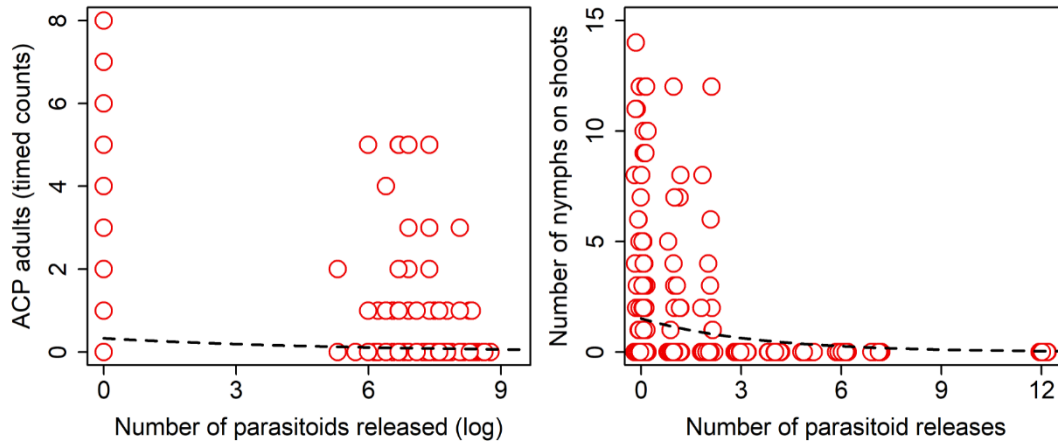 ACP adults (timed counts)
8
6
4
2
0
0 3 6 9
Number of parasitoids released (log)
Number of nymphs on shoots
15
10
5
0
0 3 6 9 12
Number of parasitoid releases